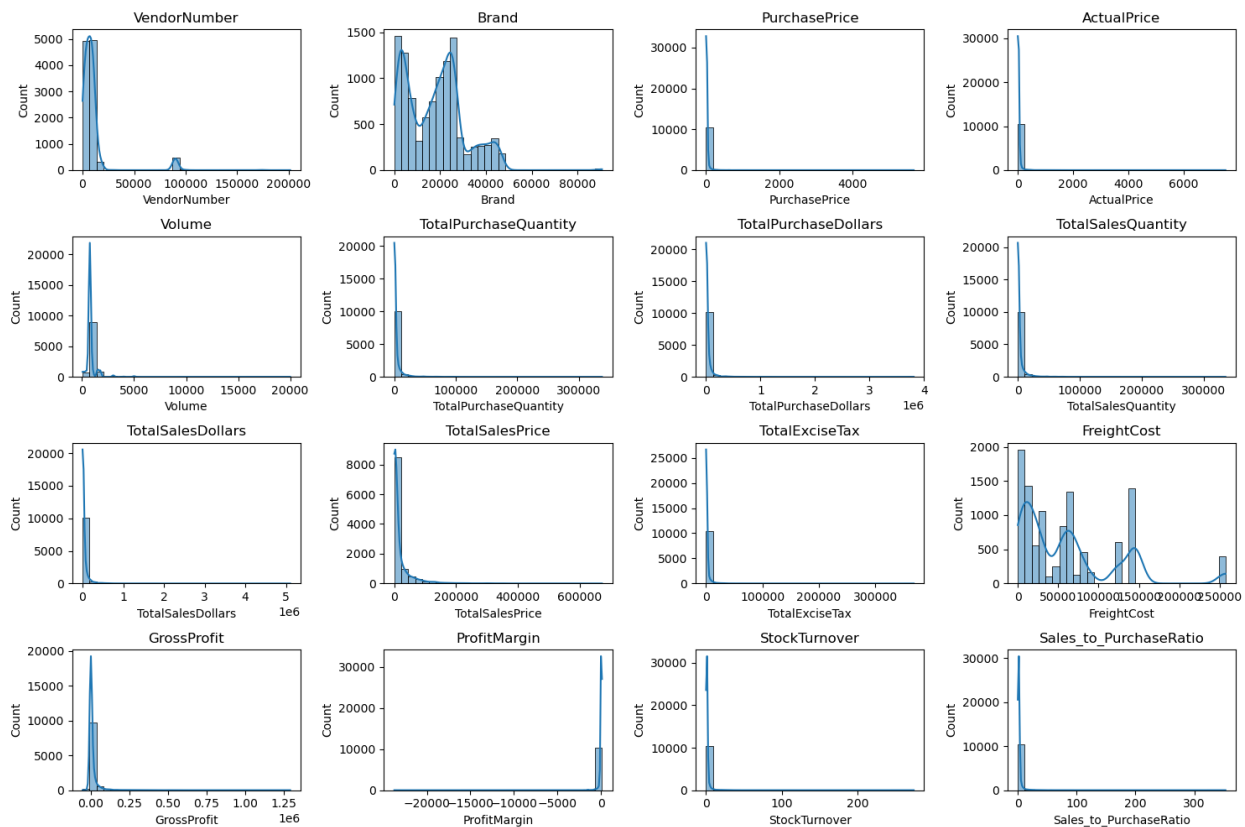 VendorNumber
Count
5000
4000
3000
2000
1000
0
0 50000 100000 150000 200000
VendorNumber
Brand
Count
1500
1000
500
0
0 20000 40000 60000 80000
Brand
PurchasePrice
Count
30000
20000
10000
0
0 2000 4000
PurchasePrice
ActualPrice
Count
30000
20000
10000
0
0 2000 4000 6000
ActualPrice
Volume
Count
20000
15000
10000
5000
0
0 5000 10000 15000 20000
Volume
TotalPurchaseQuantity
Count
20000
15000
10000
5000
0
0 100000 200000 300000
TotalPurchaseQuantity
TotalPurchaseDollars
Count
20000
15000
10000
5000
0
0 1 2 3 4
1e6
TotalPurchaseDollars
TotalSalesQuantity
Count
20000
15000
10000
5000
0
0 100000 200000 300000
TotalSalesQuantity
TotalSalesDollars
Count
20000
15000
10000
5000
0
0 1 2 3 4 5
1e6
TotalSalesDollars
TotalSalesPrice
Count
8000
6000
4000
2000
0
0 200000 400000 600000
TotalSalesPrice
TotalExciseTax
Count
25000
20000
15000
10000
5000
0
0 100000 200000 300000
TotalExciseTax
FreightCost
Count
2000
1500
1000
500
0
0 50000 100000 150000 200000 250000
FreightCost
GrossProfit
Count
20000
15000
10000
5000
0
0.00 0.25 0.50 0.75 1.00 1.25
1e6
GrossProfit
ProfitMargin
Count
30000
20000
10000
0
−20000 −15000 −10000 −5000 0
ProfitMargin
StockTurnover
Count
30000
20000
10000
0
0 100 200
StockTurnover
Sales_to_PurchaseRatio
Count
30000
20000
10000
0
0 100 200 300
Sales_to_PurchaseRatio